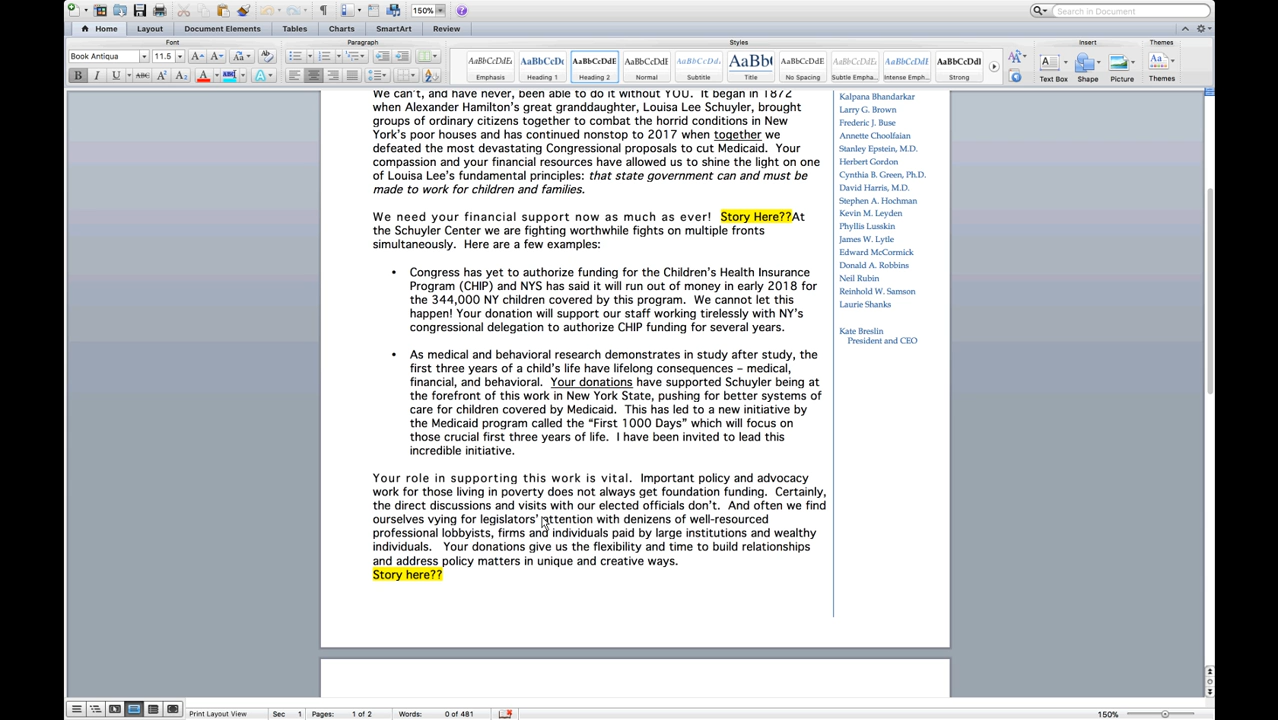 150%
Search in Document
Home
Layout
Document Elements
Tables
Charts
SmartArt
Review
Font
Paragraph
Styles
Insert
Themes
Book Antiqua
11.5
AaBbCcDdE
AaBbCcDc
AaBbCcDdE
AaBbCcDdE
AaBbCcDd
AaBb(
AaBbCcDdE
AaBbCcDdE
AaBbCcDdE
AaBbCcDd
Emphasis
Heading 1
Heading 2
Normal
Subtitle
Title
No Spacing
Subtle Empha...
Intense Emph...
Strong
Text Box
Shape
Picture
Themes
We can't, and have never, been able to do it without YOU. It began in 1872
when Alexander Hamilton's great granddaughter, Louisa Lee Schuyler, brought
groups of ordinary citizens together to combat the horrid conditions in New
York's poor houses and has continued nonstop to 2017 when together we
defeated the most devastating Congressional proposals to cut Medicaid. Your
compassion and your financial resources have allowed us to shine the light on one
of Louisa Lee's fundamental principles: that state government can and must be
made to work for children and families.
We need your financial support now as much as ever! Story Here??At
the Schuyler Center we are fighting worthwhile fights on multiple fronts
simultaneously. Here are a few examples:
• Congress has yet to authorize funding for the Children's Health Insurance
Program (CHIP) and NYS has said it will run out of money in early 2018 for
the 344,000 NY children covered by this program. We cannot let this
happen! Your donation will support our staff working tirelessly with NY's
congressional delegation to authorize CHIP funding for several years.
• As medical and behavioral research demonstrates in study after study, the
first three years of a child's life have lifelong consequences – medical,
financial, and behavioral. Your donations have supported Schuyler being at
the forefront of this work in New York State, pushing for better systems of
care for children covered by Medicaid. This has led to a new initiative by
the Medicaid program called the “First 1000 Days” which will focus on
those crucial first three years of life. I have been invited to lead this
incredible initiative.
Your role in supporting this work is vital. Important policy and advocacy
work for those living in poverty does not always get foundation funding. Certainly,
the direct discussions and visits with our elected officials don't. And often we find
ourselves vying for legislators' attention with denizens of well-resourced
professional lobbyists, firms and individuals paid by large institutions and wealthy
individuals. Your donations give us the flexibility and time to build relationships
and address policy matters in unique and creative ways.
Story here??
Kalpana Bhandarkar
Larry G. Brown
Frederic J. Buse
Annette Choolfaian
Stanley Epstein, M.D.
Herbert Gordon
Cynthia B. Green, Ph.D.
David Harris, M.D.
Stephen A. Hochman
Kevin M. Leyden
Phyllis Lusskin
James W. Lytle
Edward McCormick
Donald A. Robbins
Neil Rubin
Reinhold W. Samson
Laurie Shanks
Kate Breslin
President and CEO
Print Layout View
Sec 1
Pages: 1 of 2
Words: 0 of 481
150%